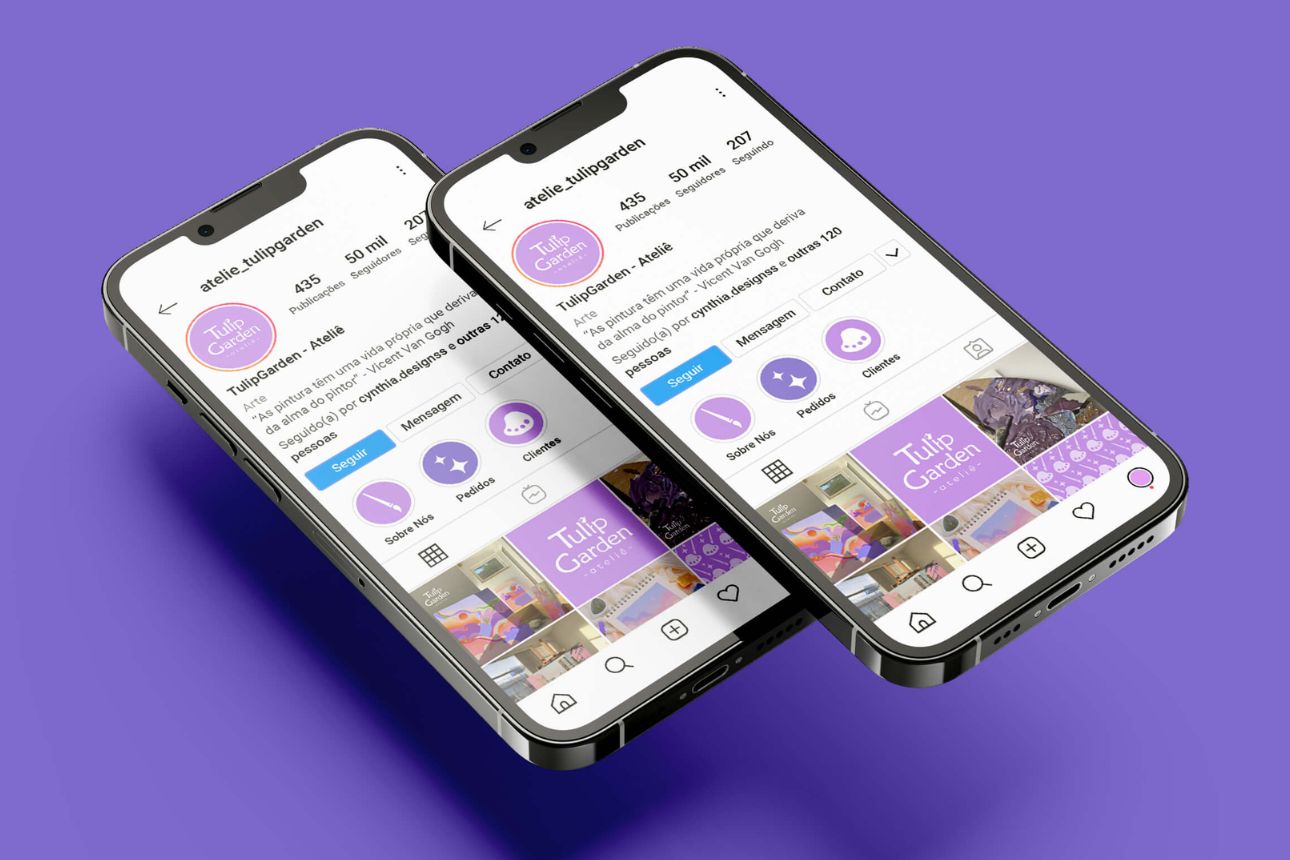 atelie_tulipgarden
435
Publicações
50 mil
Seguidores
207
Tulip
Garden
-ateliê-
TulipGarden - Ateliê
Arte
“As pintura têm uma vida própria que deriva
da alma do pintor” - Vicent Van Gogh
Seguido(a) por cynthia.designss e outras 120
pessoas
Seguir
Mensagem
Contato
Sobre Nós
Pedidos
Clientes
Tulip
Garden
Tulip
Garden
-ateliê-
Tulip
Garden
atelie_tulipgarden
435
Publicações
50 mil
Seguidores
207
Seguindo
Tulip
Garden
-ateliê-
TulipGarden - Ateliê
Arte
“As pintura têm uma vida própria que deriva
da alma do pintor” - Vicent Van Gogh
Seguido(a) por cynthia.designss e outras 120
pessoas
Seguir
Mensagem
Contato
Sobre Nós
Pedidos
Clientes
Tulip
Garden
Tulip
Garden
-ateliê-
Tulip
Garden